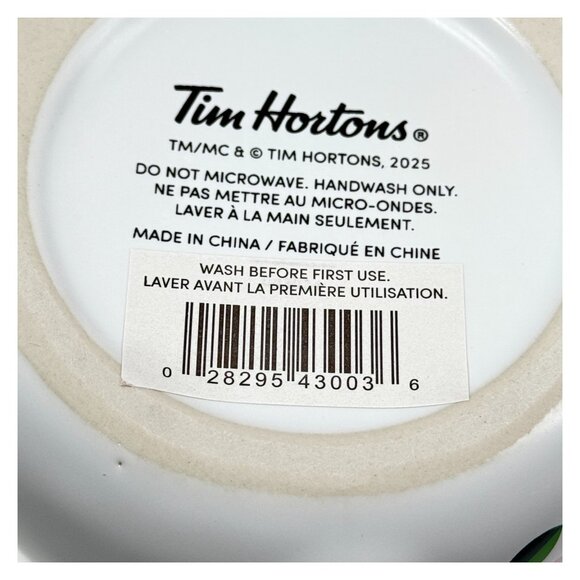 Tim Hortons®
TM/MC & © TIM HORTONS, 2025
DO NOT MICROWAVE. HANDWASH ONLY.
NE PAS METTRE AU MICRO-ONDES.
LAVER À LA MAIN SEULEMENT.
MADE IN CHINA / FABRIQUÉ EN CHINE
WASH BEFORE FIRST USE.
LAVER AVANT LA PREMIÈRE UTILISATION.
0 28295 43003 6